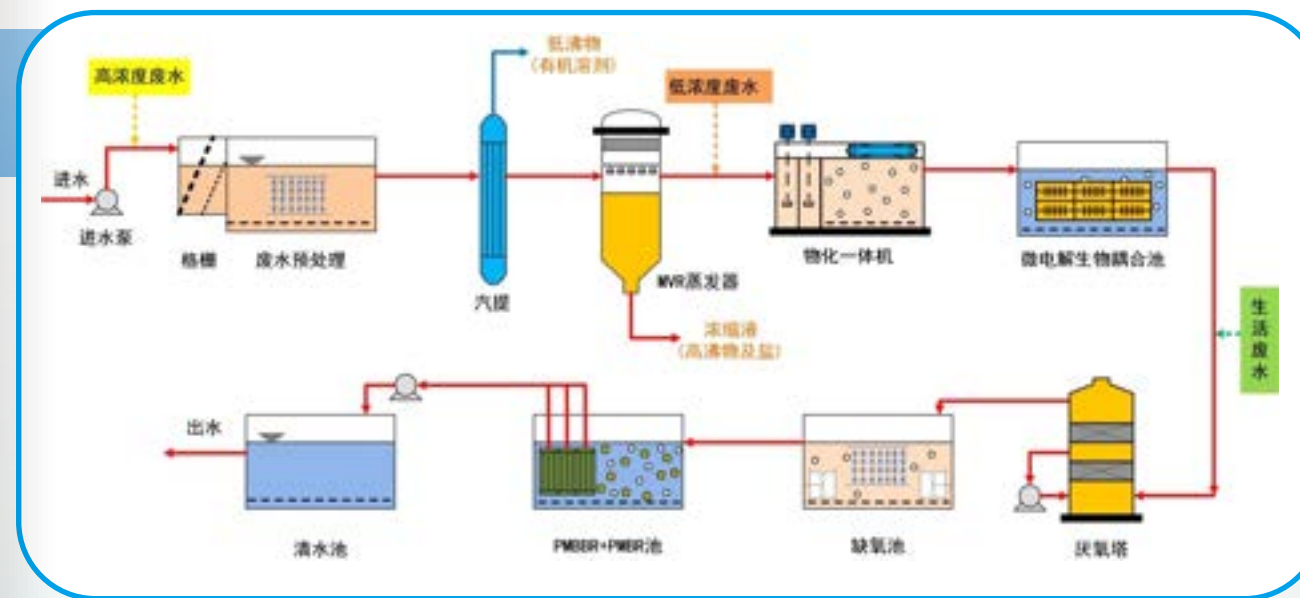 低沸物
(有机溶剂)
高浓度废水
低浓度废水
进水
进水泵
格栅
废水预处理
汽提
MVR蒸发器
物化一体机
微电解生物耦合池
浓缩液
(高沸物及盐)
生活废水
出水
清水池
PMBBR+PMBR池
缺氧池
厌氧塔